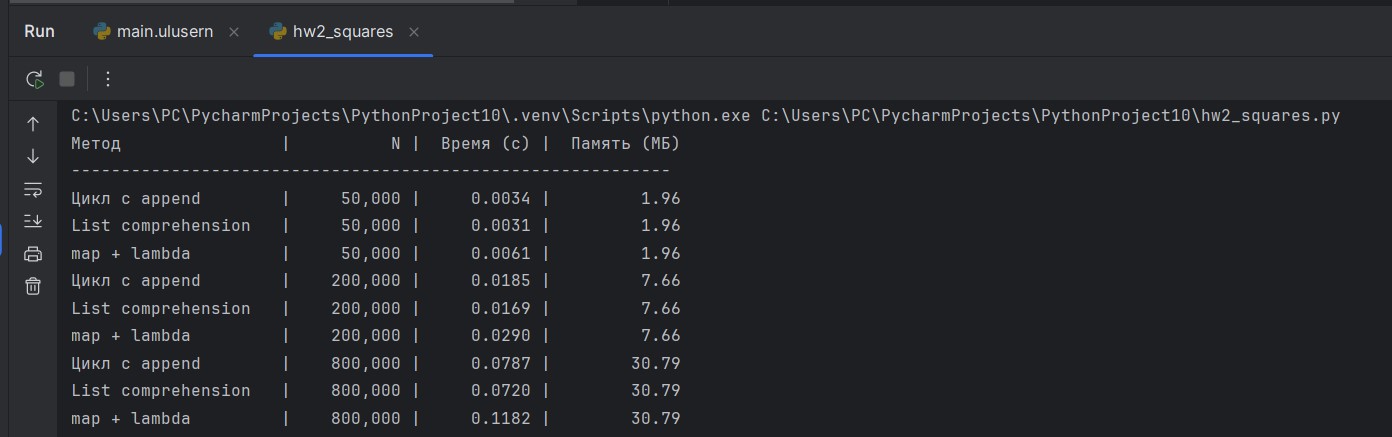 Run main.ulusern hw2_squares
C:\Users\PC\PycharmProjects\PythonProject10\.venv\Scripts\python.exe C:\Users\PC\PycharmProjects\PythonProject10\hw2_squares.py
Метод                |          N |  Время (с) |  Память (МБ)
------------------------------------------------------------
Цикл с append        |     50,000 |     0.0034 |         1.96
List comprehension   |     50,000 |     0.0031 |         1.96
map + lambda         |     50,000 |     0.0061 |         1.96
Цикл с append        |    200,000 |     0.0185 |         7.66
List comprehension   |    200,000 |     0.0169 |         7.66
map + lambda         |    200,000 |     0.0290 |         7.66
Цикл с append        |    800,000 |     0.0787 |        30.79
List comprehension   |    800,000 |     0.0720 |        30.79
map + lambda         |    800,000 |     0.1182 |        30.79